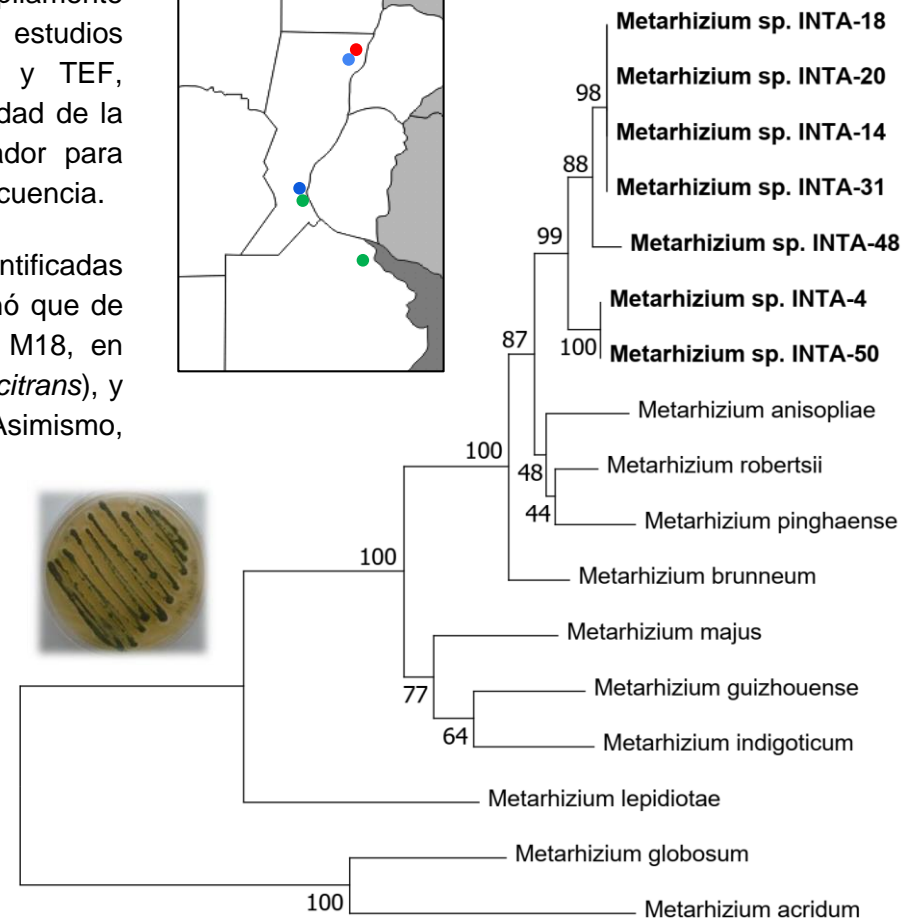 estudios
y TEF,
dad de la
ador para
cuencia.
ntificadas
nó que de
M18, en
citrans), y
Asimismo,
Metarhizium sp. INTA-18
Metarhizium sp. INTA-20
98
Metarhizium sp. INTA-14
88
Metarhizium sp. INTA-31
99
Metarhizium sp. INTA-48
Metarhizium sp. INTA-4
87
100
Metarhizium sp. INTA-50
Metarhizium anisopliae
100
48
Metarhizium robertsii
44
Metarhizium pinghaense
100
Metarhizium brunneum
Metarhizium majus
77
Metarhizium guizhouense
64
Metarhizium indigoticum
Metarhizium lepidiotae
Metarhizium globosum
100
Metarhizium acridum